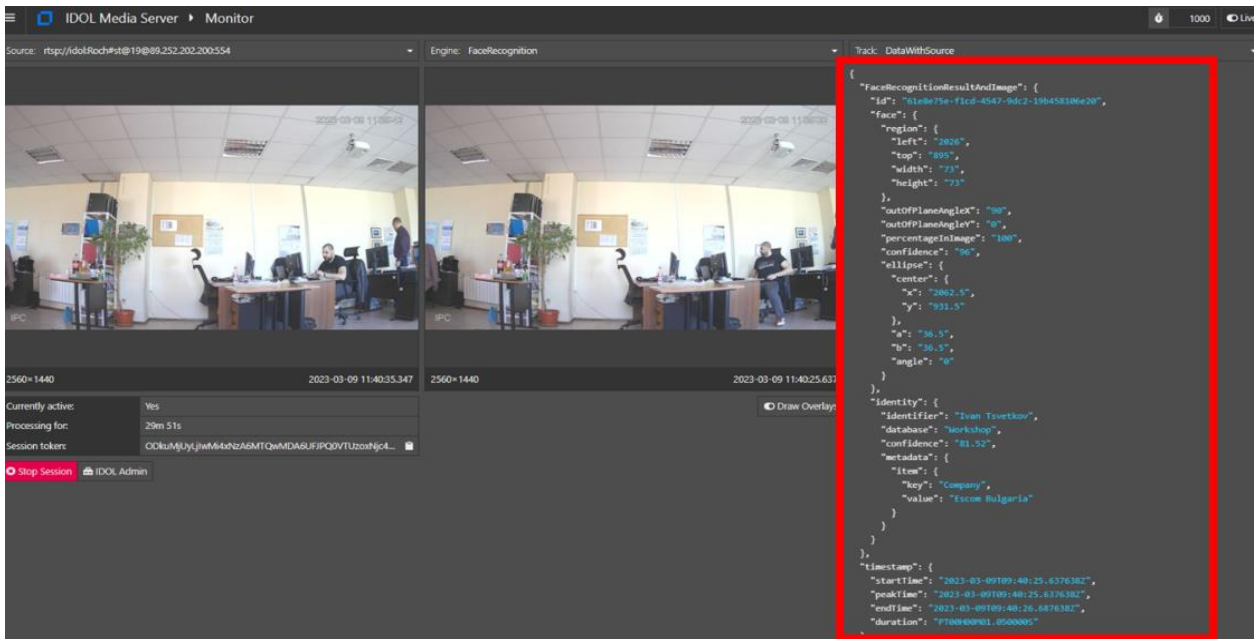 IDOL Media Server ▸ Monitor
1000
Live
Source: rtsp://idol:Roch#st@19@89.252.202.200:554
Engine: FaceRecognition
Track: DataWithSource
IPC
IPC
2560×1440
2023-03-09 11:40:35.347
2560×1440
2023-03-09 11:40:25.637
Currently active: Yes
Draw Overlays
Processing for: 29m 51s
Session token:
Stop Session
IDOL Admin
{
"FaceRecognitionResultAndImage": {
"id": "61e8e75e-f1cd-4547-9dc2-19b458106e20",
"face": {
"region": {
"left": "2026",
"top": "895",
"width": "73",
"height": "73"
},
"outOfPlaneAngleX": "90",
"outOfPlaneAngleY": "0",
"percentageInImage": "100",
"confidence": "96",
"ellipse": {
"center": {
"x": "2062.5",
"y": "931.5"
},
"a": "36.5",
"b": "36.5",
"angle": "0"
}
},
"identity": {
"identifier": "Ivan Tsvetkov",
"database": "Workshop",
"confidence": "81.52",
"metadata": {
"item": {
"key": "Company",
"value": "Escom Bulgaria"
}
}
}
},
"timestamp": {
"startTime": "2023-03-09T09:40:25.637638Z",
"peakTime": "2023-03-09T09:40:25.637638Z",
"endTime": "2023-03-09T09:40:26.687638Z",
"duration": "PT00H00M01.050000S"